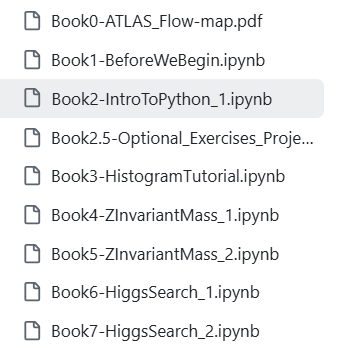 Book0-ATLAS_Flow-map.pdf
Book1-BeforeWeBegin.ipynb
Book2-IntroToPython_1.ipynb
Book2.5-Optional_Exercises_Proje...
Book3-HistogramTutorial.ipynb
Book4-ZInvariantMass_1.ipynb
Book5-ZInvariantMass_2.ipynb
Book6-HiggsSearch_1.ipynb
Book7-HiggsSearch_2.ipynb